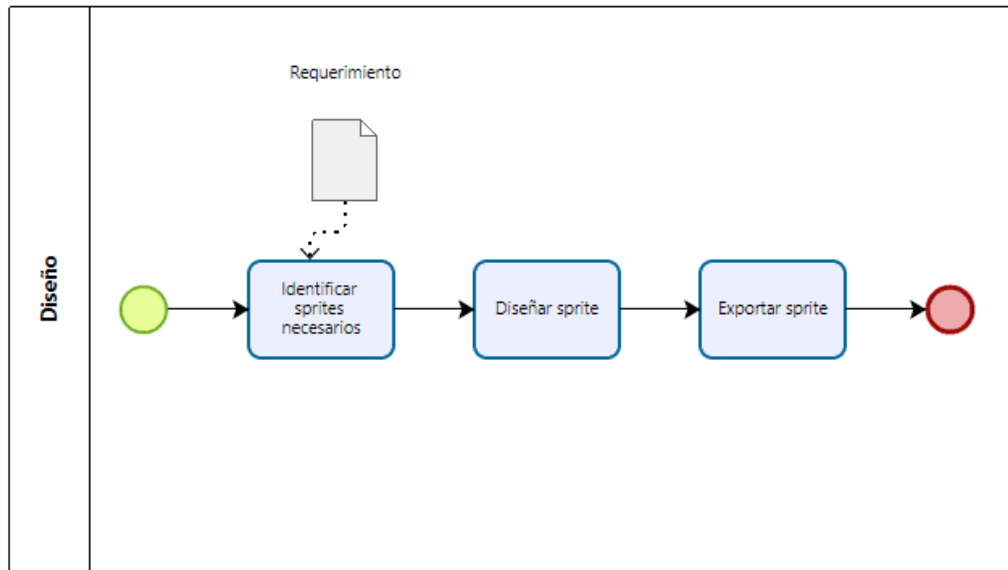 Requerimiento
Diseño
Identificar
sprites
necesarios
Diseñar sprite
Exportar sprite